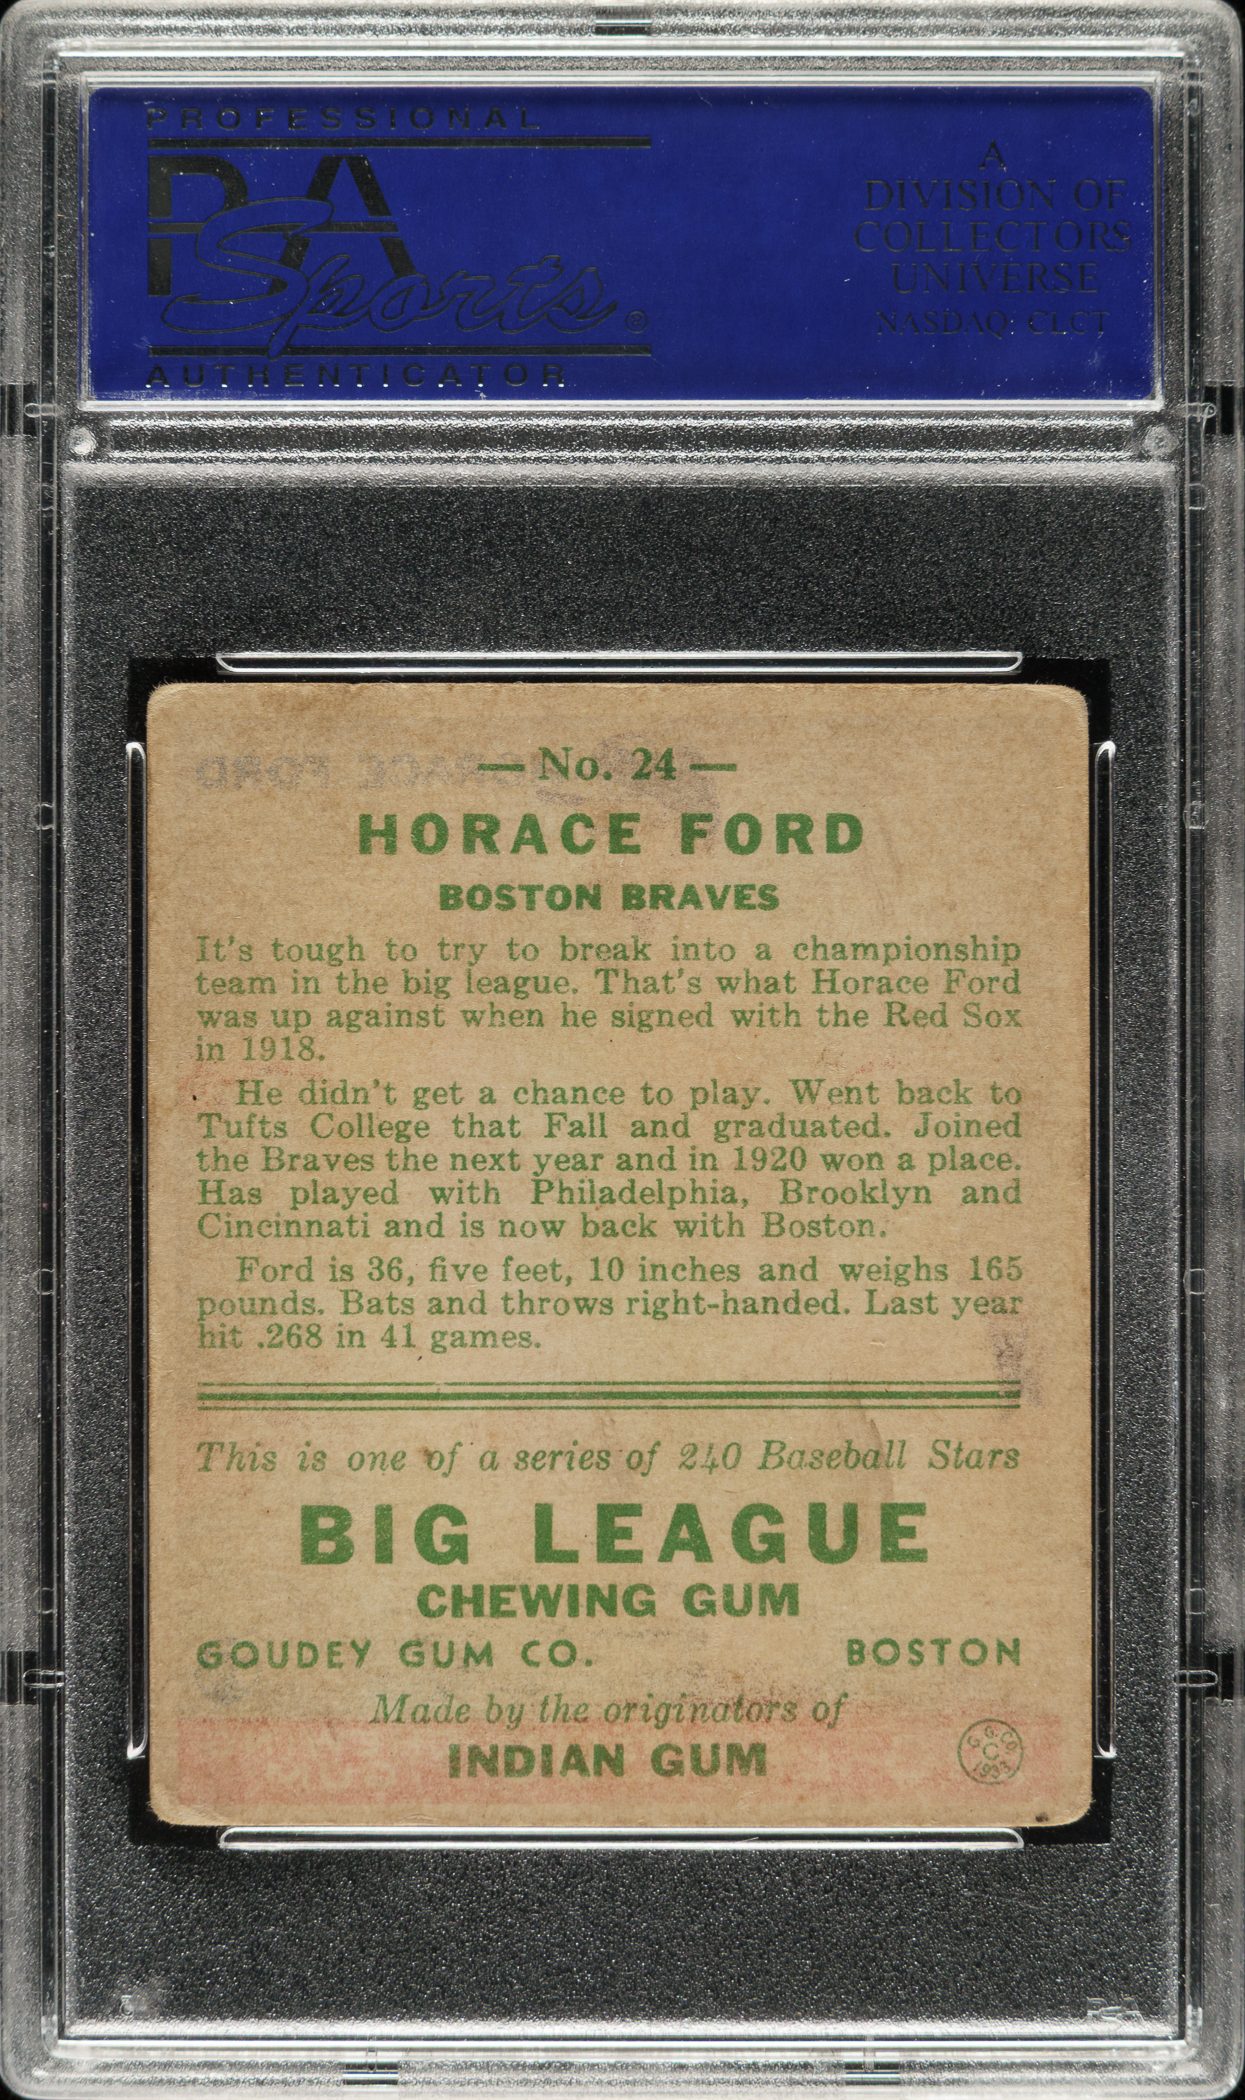 PROFESSIONAL
PSA
Sports®
AUTHENTICATOR
A
DIVISION OF
COLLECTORS
UNIVERSE
NASDAQ: CLCT
— No. 24 —
HORACE FORD
BOSTON BRAVES
It's tough to try to break into a championship
team in the big league. That's what Horace Ford
was up against when he signed with the Red Sox
in 1918.
He didn't get a chance to play. Went back to
Tufts College that Fall and graduated. Joined
the Braves the next year and in 1920 won a place.
Has played with Philadelphia, Brooklyn and
Cincinnati and is now back with Boston.
Ford is 36, five feet, 10 inches and weighs 165
pounds. Bats and throws right-handed. Last year
hit .268 in 41 games.
This is one of a series of 240 Baseball Stars
BIG LEAGUE
CHEWING GUM
GOUDEY GUM CO. BOSTON
Made by the originators of
INDIAN GUM
G. G. CO.
C
1933
PSA